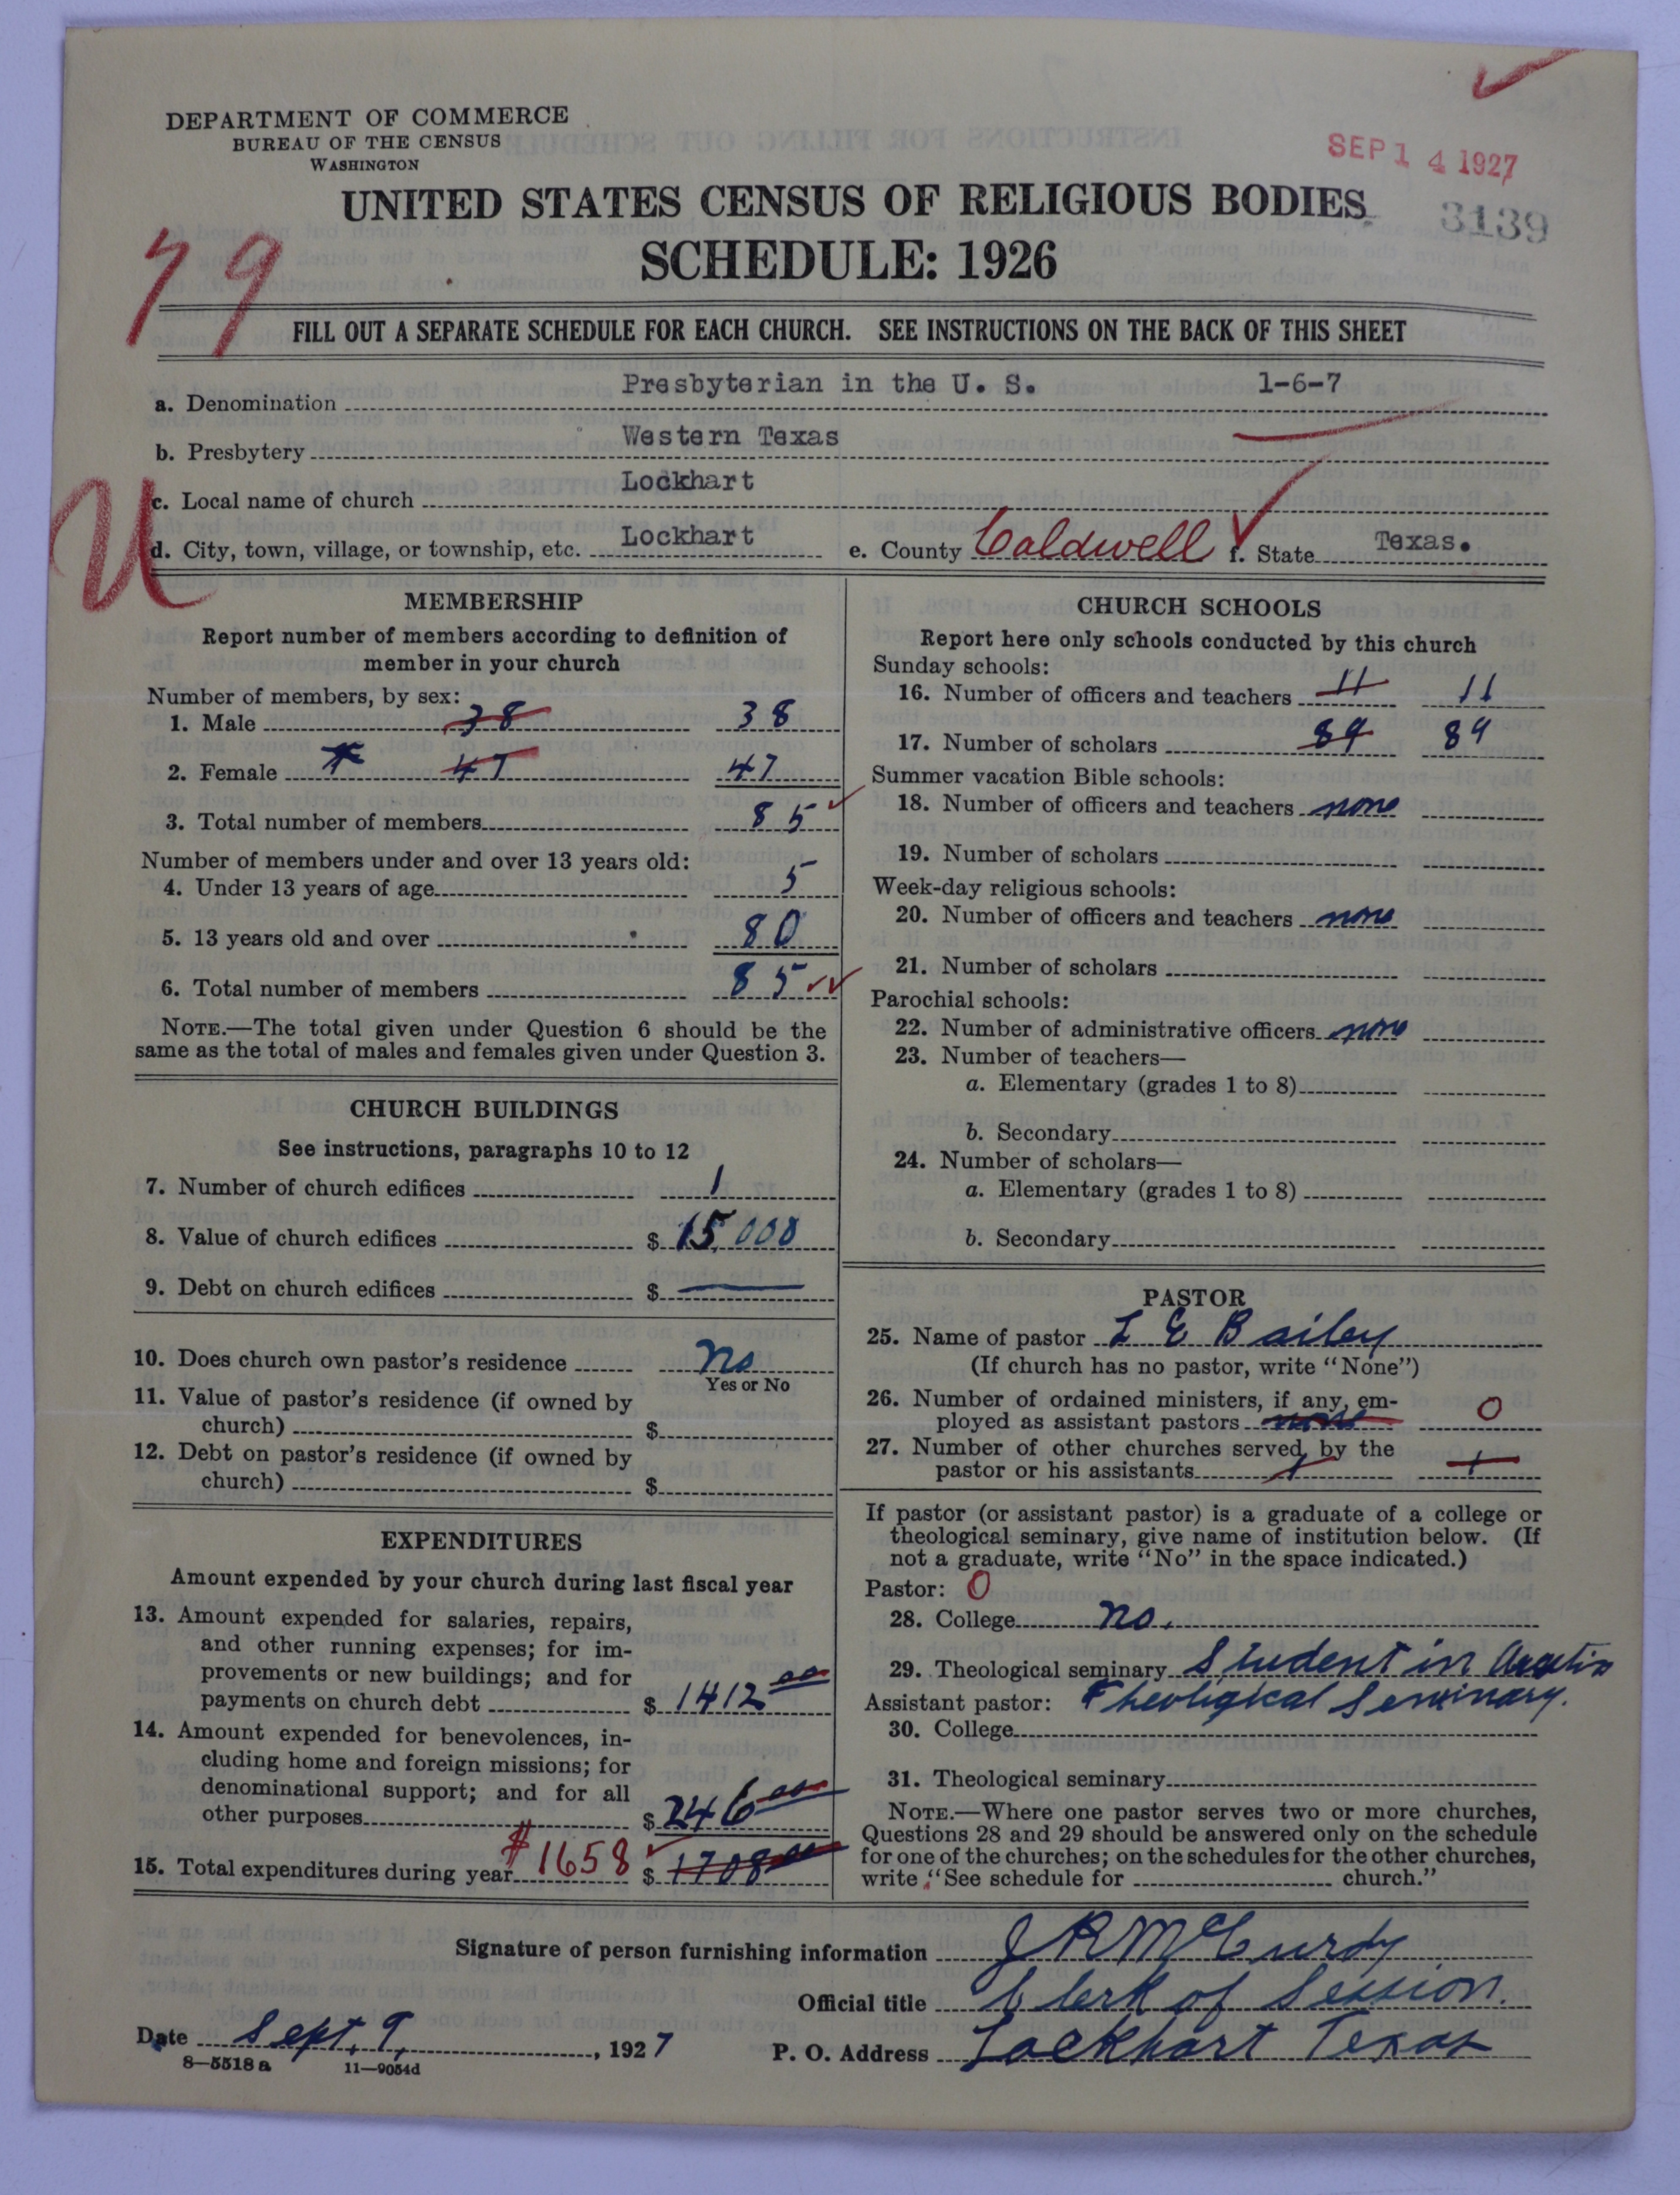 DEPARTMENT OF COMMERCE
BUREAU OF THE CENSUS
WASHINGTON
SEP 14 1927
UNITED STATES CENSUS OF RELIGIOUS BODIES
3139
SCHEDULE: 1926
79
FILL OUT A SEPARATE SCHEDULE FOR EACH CHURCH. SEE INSTRUCTIONS ON THE BACK OF THIS SHEET
a. Denomination Presbyterian in the U. S. 1-6-7
b. Presbytery Western Texas
c. Local name of church Lockhart
U
d. City, town, village, or township, etc. Lockhart e. County Caldwell f. State Texas.
MEMBERSHIP
Report number of members according to definition of
member in your church
Number of members, by sex:
1. Male 38 38
2. Female 47 47
3. Total number of members 85
Number of members under and over 13 years old:
4. Under 13 years of age 5
5. 13 years old and over 80
6. Total number of members 85
NOTE.—The total given under Question 6 should be the
same as the total of males and females given under Question 3.
CHURCH BUILDINGS
See instructions, paragraphs 10 to 12
7. Number of church edifices 1
8. Value of church edifices $ 15,000
9. Debt on church edifices $ —
10. Does church own pastor's residence no
Yes or No
11. Value of pastor's residence (if owned by
church) $
12. Debt on pastor's residence (if owned by
church) $
EXPENDITURES
Amount expended by your church during last fiscal year
13. Amount expended for salaries, repairs,
and other running expenses; for im-
provements or new buildings; and for
payments on church debt $ 1412 00
14. Amount expended for benevolences, in-
cluding home and foreign missions; for
denominational support; and for all
other purposes $ 246 00
15. Total expenditures during year $1658 $ 1708 00
CHURCH SCHOOLS
Report here only schools conducted by this church
Sunday schools:
16. Number of officers and teachers 11 11
17. Number of scholars 89 89
Summer vacation Bible schools:
18. Number of officers and teachers none
19. Number of scholars
Week-day religious schools:
20. Number of officers and teachers none
21. Number of scholars
Parochial schools:
22. Number of administrative officers none
23. Number of teachers—
a. Elementary (grades 1 to 8)
b. Secondary
24. Number of scholars—
a. Elementary (grades 1 to 8)
b. Secondary
PASTOR
25. Name of pastor L E Bailey
(If church has no pastor, write "None")
26. Number of ordained ministers, if any, em-
ployed as assistant pastors none 0
27. Number of other churches served by the
pastor or his assistants 1 1
If pastor (or assistant pastor) is a graduate of a college or
theological seminary, give name of institution below. (If
not a graduate, write "No" in the space indicated.)
Pastor: 0
28. College no.
29. Theological seminary Student in Austin
Assistant pastor: Theological Seminary.
30. College
31. Theological seminary
NOTE.—Where one pastor serves two or more churches,
Questions 28 and 29 should be answered only on the schedule
for one of the churches; on the schedules for the other churches,
write "See schedule for church."
Signature of person furnishing information J R McCurdy
Official title Clerk of Session.
Date Sept. 9, 1927 P. O. Address Lockhart Texas
8—5518 a 11—9054d